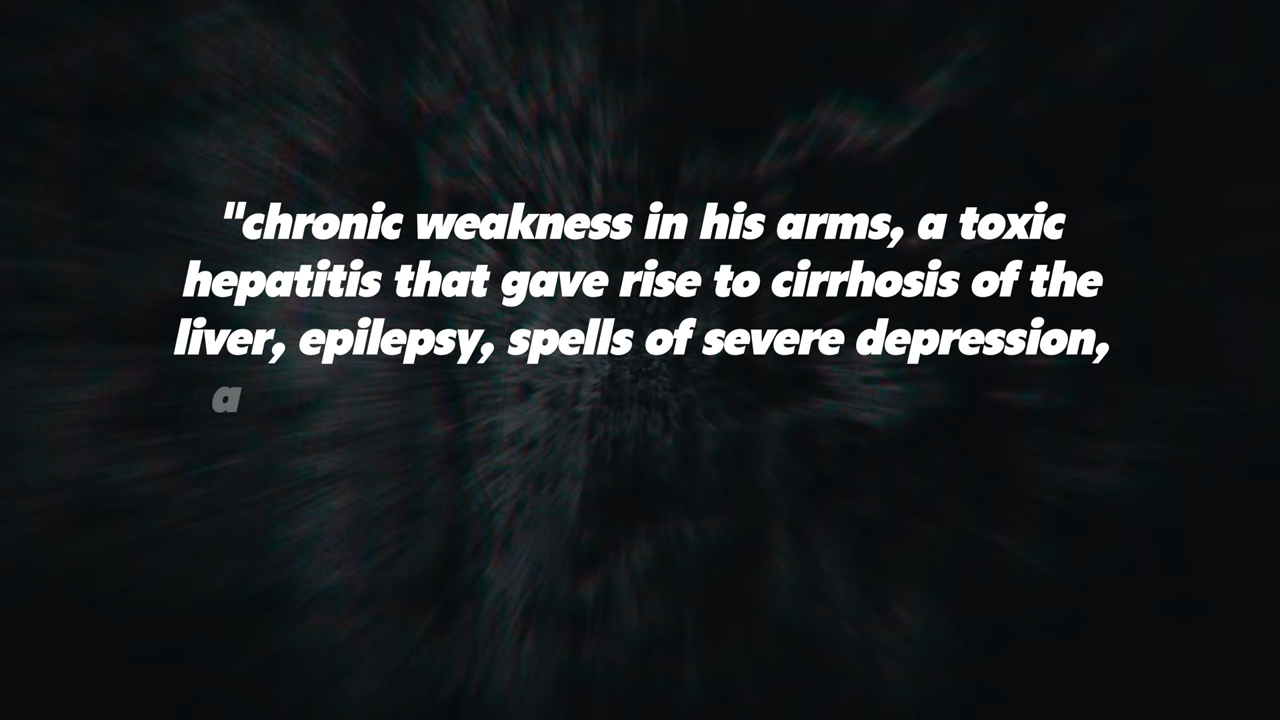 "chronic weakness in his arms, a toxic
hepatitis that gave rise to cirrhosis of the
liver, epilepsy, spells of severe depression,
a